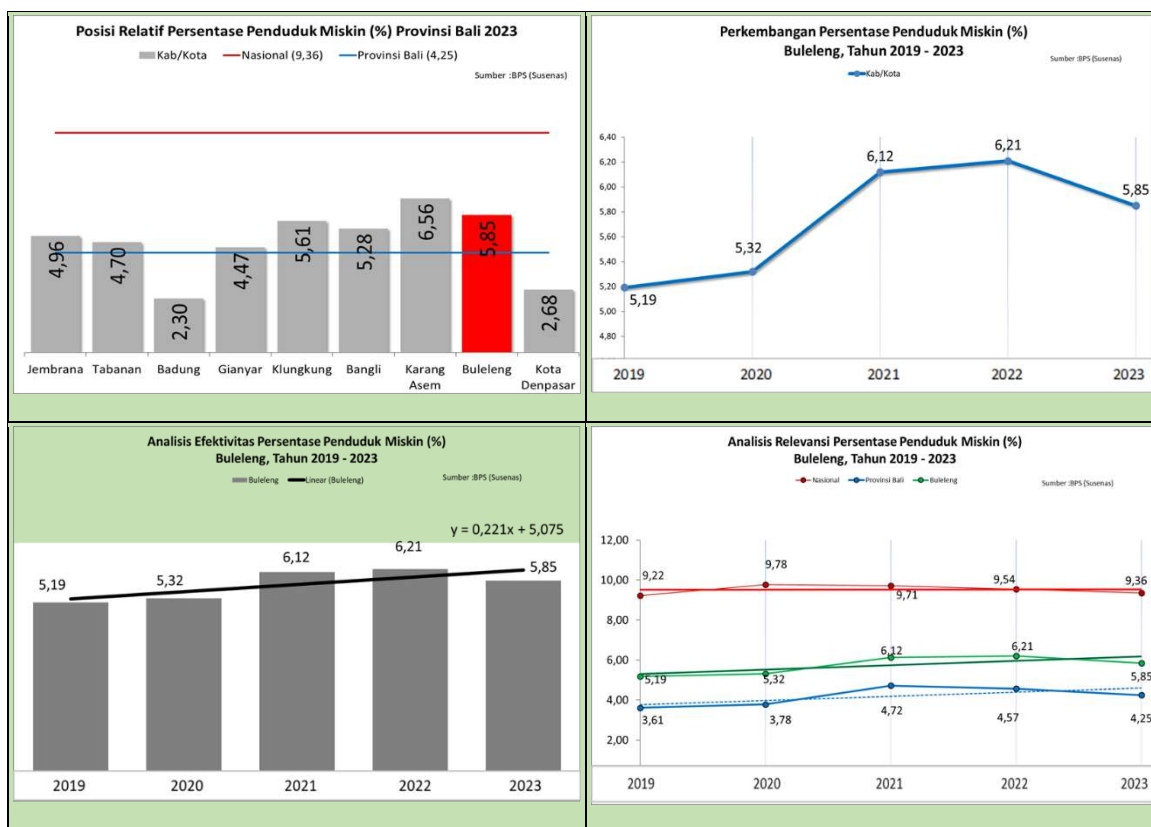 Posisi Relatif Persentase Penduduk Miskin (%) Provinsi Bali 2023
Kab/Kota Nasional (9,36) Provinsi Bali (4,25)
Sumber :BPS (Susenas)
4,96 4,70 2,30 4,47 5,61 5,28 6,56 5,85 2,68
Jembrana Tabanan Badung Gianyar Klungkung Bangli Karang Asem Buleleng Kota Denpasar
Perkembangan Persentase Penduduk Miskin (%)
Buleleng, Tahun 2019 - 2023
Sumber :BPS (Susenas)
Kab/Kota
6,40
6,20
6,00
5,80
5,60
5,40
5,20
5,00
4,80
5,19 5,32 6,12 6,21 5,85
2019 2020 2021 2022 2023
Analisis Efektivitas Persentase Penduduk Miskin (%)
Buleleng, Tahun 2019 - 2023
Buleleng Linear (Buleleng)
Sumber :BPS (Susenas)
y = 0,221x + 5,075
5,19 5,32 6,12 6,21 5,85
2019 2020 2021 2022 2023
Analisis Relevansi Persentase Penduduk Miskin (%)
Buleleng, Tahun 2019 - 2023
Nasional Provinsi Bali Buleleng
Sumber :BPS (Susenas)
12,00
10,00
8,00
6,00
4,00
2,00
9,22 9,78 9,71 9,54 9,36
5,19 5,32 6,12 6,21 5,85
3,61 3,78 4,72 4,57 4,25
2019 2020 2021 2022 2023